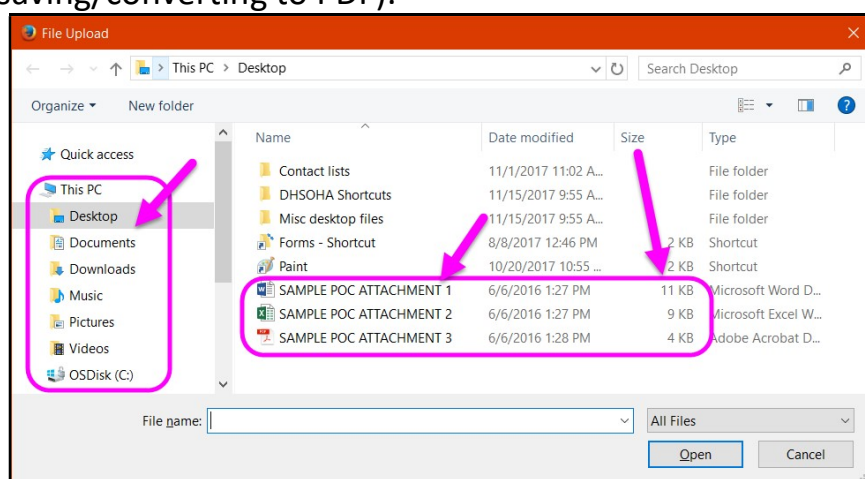 saving/converting to PDF).
File Upload
This PC > Desktop
Search Desktop
Organize New folder
Name Date modified Size Type
Quick access
This PC
Desktop
Documents
Downloads
Music
Pictures
Videos
OSDisk (C:)
Contact lists 11/1/2017 11:02 A... File folder
DHSOHA Shortcuts 11/15/2017 9:55 A... File folder
Misc desktop files 11/15/2017 9:55 A... File folder
Forms - Shortcut 8/8/2017 12:46 PM 2 KB Shortcut
Paint 10/20/2017 10:55 ... 2 KB Shortcut
SAMPLE POC ATTACHMENT 1 6/6/2016 1:27 PM 11 KB Microsoft Word D...
SAMPLE POC ATTACHMENT 2 6/6/2016 1:27 PM 9 KB Microsoft Excel W...
SAMPLE POC ATTACHMENT 3 6/6/2016 1:28 PM 4 KB Adobe Acrobat D...
File name: All Files
Open Cancel